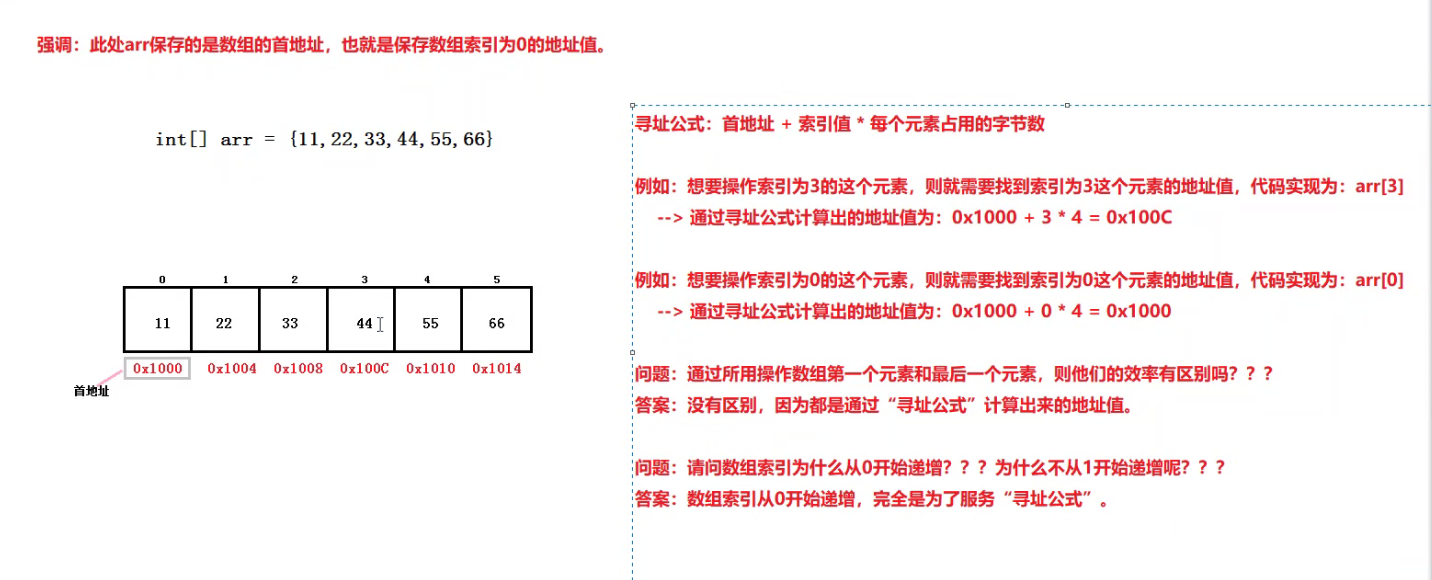 强调：此处arr保存的是数组的首地址，也就是保存数组索引为0的地址值。
int[] arr = {11,22,33,44,55,66}
0 1 2 3 4 5
11 22 33 44 55 66
0x1000 0x1004 0x1008 0x100C 0x1010 0x1014
首地址
寻址公式：首地址 + 索引值 * 每个元素占用的字节数
例如：想要操作索引为3的这个元素，则就需要找到索引为3这个元素的地址值，代码实现为：arr[3]
--> 通过寻址公式计算出的地址值为：0x1000 + 3 * 4 = 0x100C
例如：想要操作索引为0的这个元素，则就需要找到索引为0这个元素的地址值，代码实现为：arr[0]
--> 通过寻址公式计算出的地址值为：0x1000 + 0 * 4 = 0x1000
问题：通过所用操作数组第一个元素和最后一个元素，则他们的效率有区别吗？？？
答案：没有区别，因为都是通过“寻址公式”计算出来的地址值。
问题：请问数组索引为什么从0开始递增？？？为什么不从1开始递增呢？？？
答案：数组索引从0开始递增，完全是为了服务“寻址公式”。